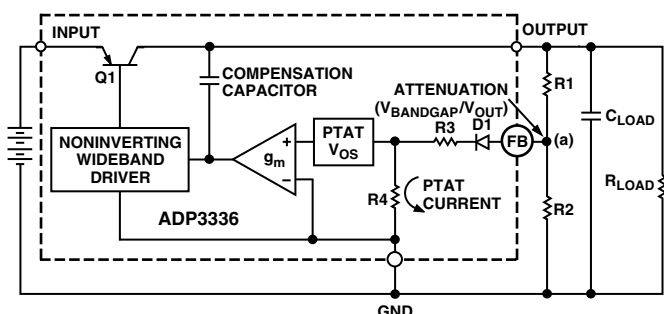 INPUT
OUTPUT
Q1
COMPENSATION
CAPACITOR
ATTENUATION
(VBANDGAP/VOUT)
R1
R3
D1
FB
(a)
CLOAD
NONINVERTING
WIDEBAND
DRIVER
gm
+
–
PTAT
VOS
R4
PTAT
CURRENT
R2
RLOAD
ADP3336
GND